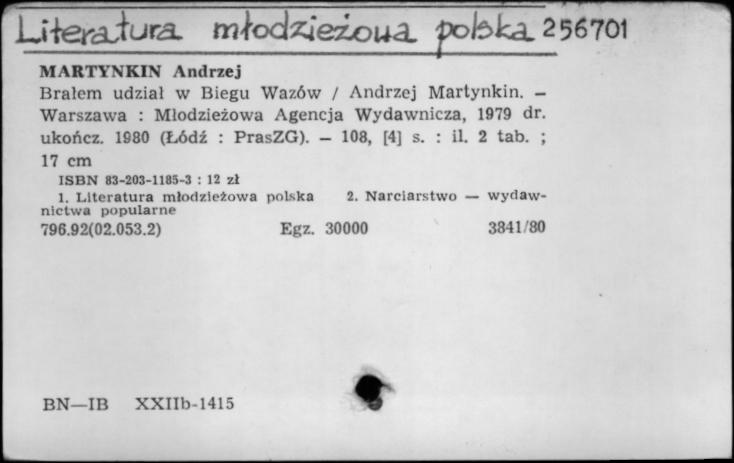 Literatura młodzieżowa polska 256701
MARTYNKIN Andrzej
Brałem udział w Biegu Wazów / Andrzej Martynkin. —
Warszawa : Młodzieżowa Agencja Wydawnicza, 1979 dr.
ukończ. 1980 (Łódź : PrasZG). — 108, [4] s. : il. 2 tab. ;
17 cm
ISBN 83-203-1185-3 : 12 zł
1. Literatura młodzieżowa polska 2. Narciarstwo — wydaw-
nictwa popularne
796.92(02.053.2) Egz. 30000 3841/80
BN—IB XXIIb-1415